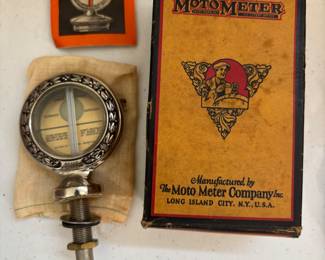 MOTOMETER
Manufactured by
The Moto Meter Company Inc.
LONG ISLAND CITY, N.Y., U.S.A.